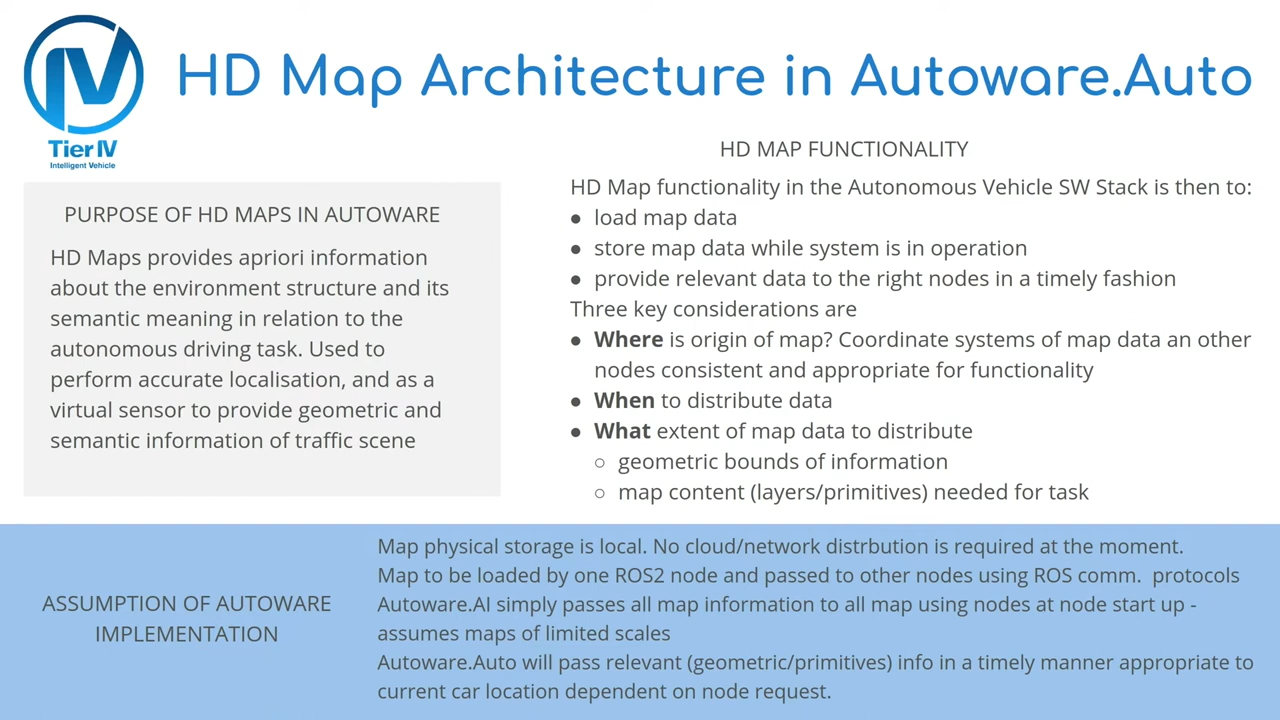 IV
Tier IV
Intelligent Vehicle
HD Map Architecture in Autoware.Auto
PURPOSE OF HD MAPS IN AUTOWARE
HD Maps provides apriori information
about the environment structure and its
semantic meaning in relation to the
autonomous driving task. Used to
perform accurate localisation, and as a
virtual sensor to provide geometric and
semantic information of traffic scene
HD MAP FUNCTIONALITY
HD Map functionality in the Autonomous Vehicle SW Stack is then to:
● load map data
● store map data while system is in operation
● provide relevant data to the right nodes in a timely fashion
Three key considerations are
● Where is origin of map? Coordinate systems of map data an other
nodes consistent and appropriate for functionality
● When to distribute data
● What extent of map data to distribute
○ geometric bounds of information
○ map content (layers/primitives) needed for task
ASSUMPTION OF AUTOWARE
IMPLEMENTATION
Map physical storage is local. No cloud/network distrbution is required at the moment.
Map to be loaded by one ROS2 node and passed to other nodes using ROS comm.  protocols
Autoware.AI simply passes all map information to all map using nodes at node start up -
assumes maps of limited scales
Autoware.Auto will pass relevant (geometric/primitives) info in a timely manner appropriate to
current car location dependent on node request.